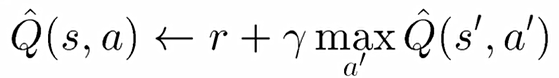 Q̂(s, a) ← r + γ max_{a′} Q̂(s′, a′)